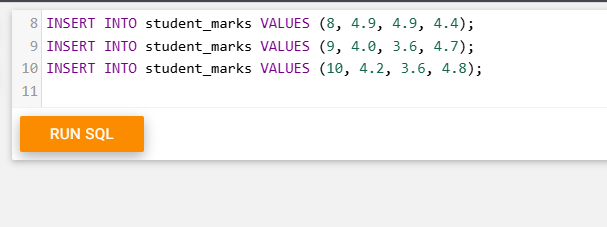 8 INSERT INTO student_marks VALUES (8, 4.9, 4.9, 4.4);
9 INSERT INTO student_marks VALUES (9, 4.0, 3.6, 4.7);
10 INSERT INTO student_marks VALUES (10, 4.2, 3.6, 4.8);
11
RUN SQL